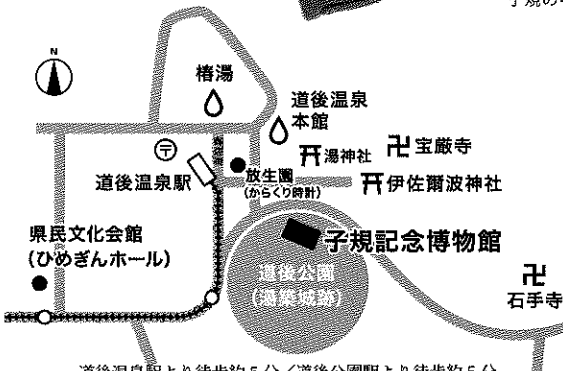 N
椿湯
道後温泉
本館
湯神社
宝厳寺
道後温泉駅
放生園
(からくり時計)
伊佐爾波神社
県民文化会館
(ひめぎんホール)
子規記念博物館
道後公園
(湯築城跡)
石手寺
道後温泉駅より徒歩約5分/道後公園駅より徒歩約5分